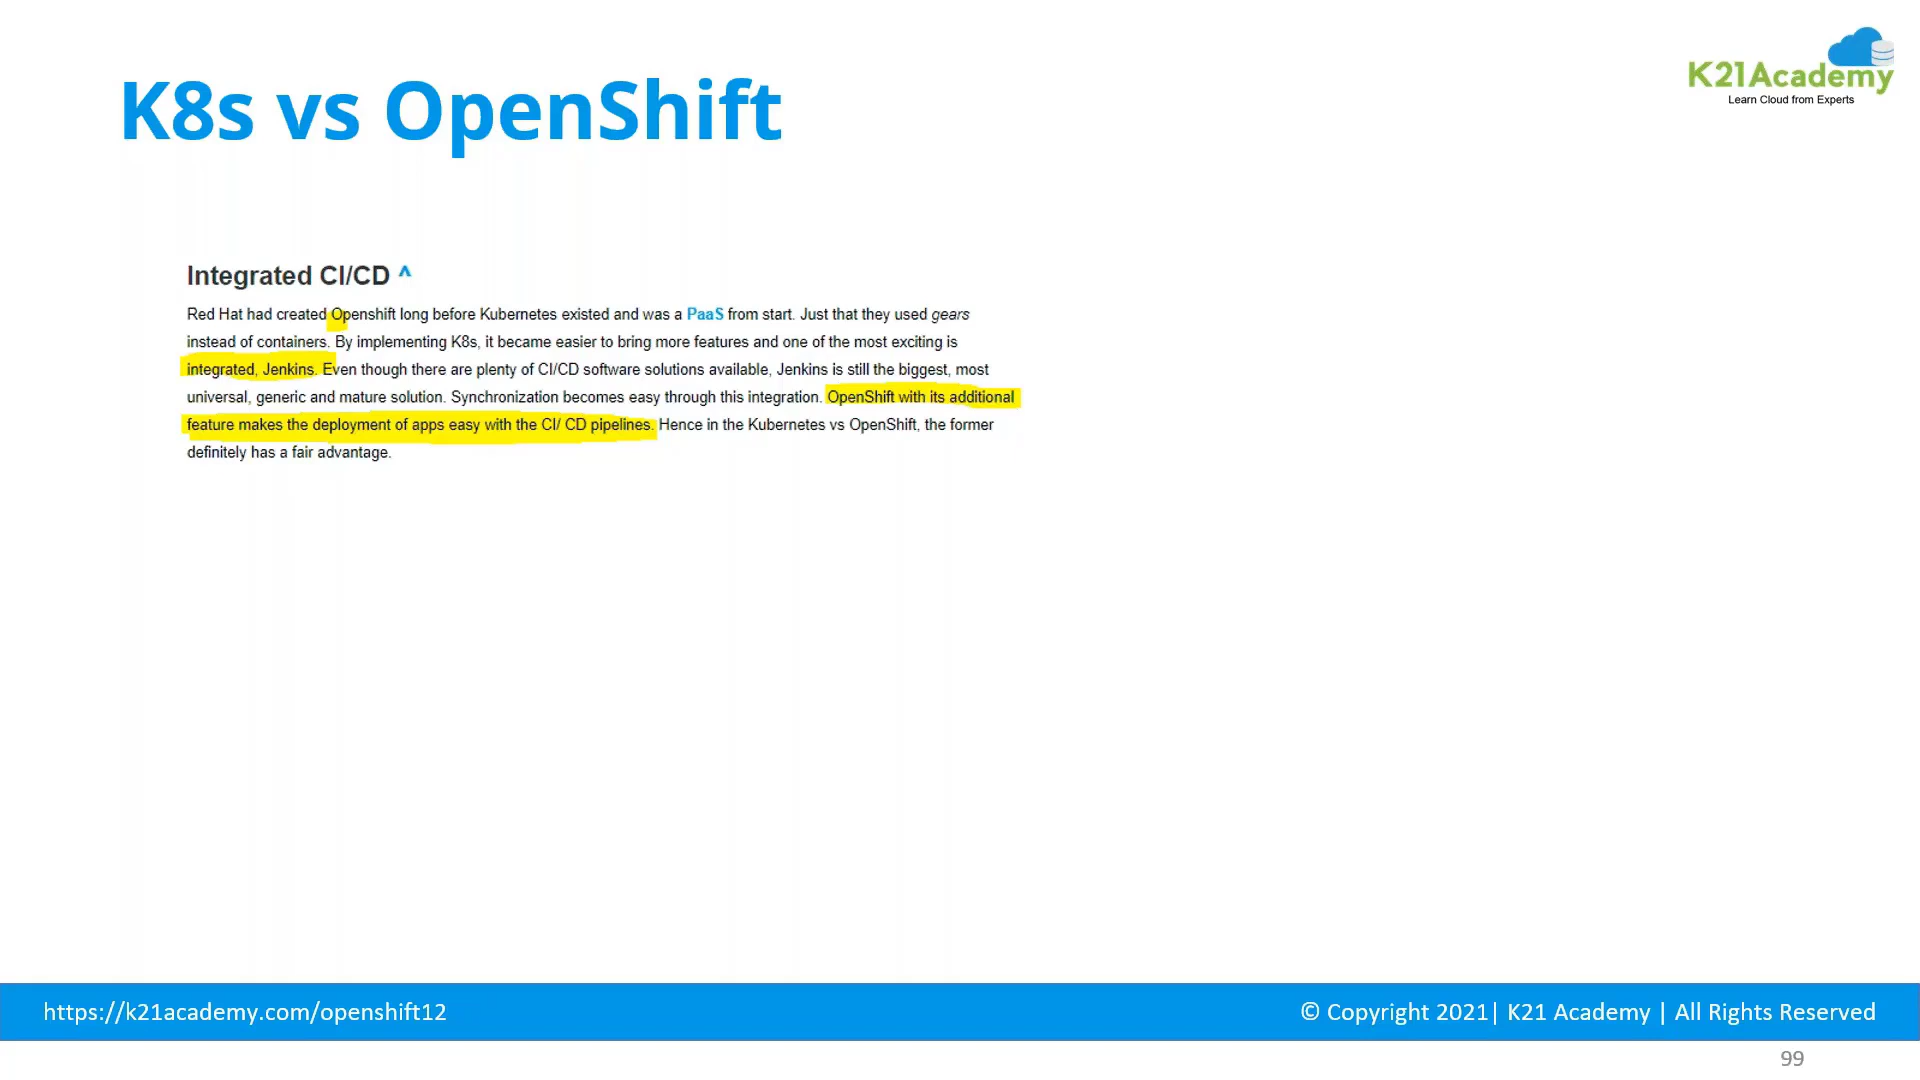 K21Academy
Learn Cloud from Experts
K8s vs OpenShift
Integrated CI/CD ^
Red Hat had created Openshift long before Kubernetes existed and was a PaaS from start. Just that they used gears
instead of containers. By implementing K8s, it became easier to bring more features and one of the most exciting is
integrated, Jenkins. Even though there are plenty of CI/CD software solutions available, Jenkins is still the biggest, most
universal, generic and mature solution. Synchronization becomes easy through this integration. OpenShift with its additional
feature makes the deployment of apps easy with the CI/ CD pipelines. Hence in the Kubernetes vs OpenShift, the former
definitely has a fair advantage.
https://k21academy.com/openshift12
© Copyright 2021| K21 Academy | All Rights Reserved
99